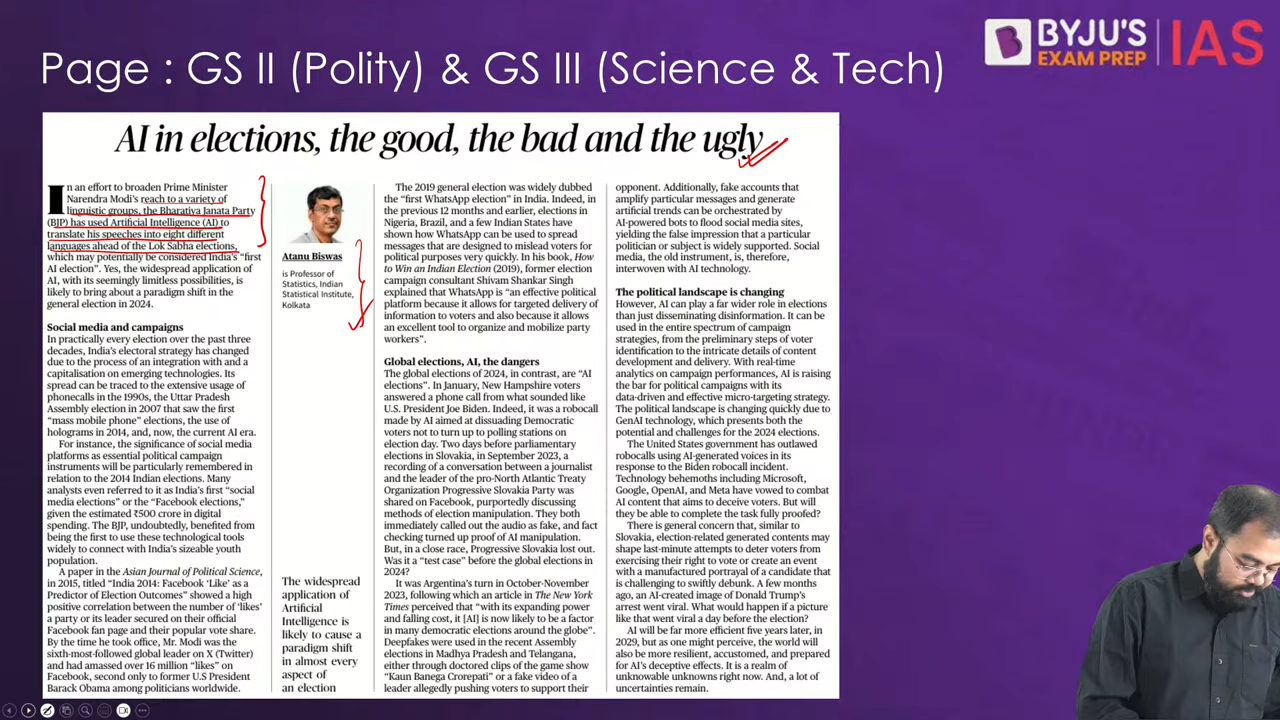 Page : GS II (Polity) & GS III (Science & Tech)
BYJU'S
EXAM PREP
IAS
AI in elections, the good, the bad and the ugly
In an effort to broaden Prime Minister
Narendra Modi's reach to a variety of
linguistic groups, the Bharatiya Janata Party
(BJP) has used Artificial Intelligence (AI) to
translate his speeches into eight different
languages ahead of the Lok Sabha elections,
which may potentially be considered India's "first
AI election". Yes, the widespread application of
AI, with its seemingly limitless possibilities, is
likely to bring about a paradigm shift in the
general election in 2024.
Social media and campaigns
In practically every election over the past three
decades, India's electoral strategy has changed
due to the process of an integration with and a
capitalisation on emerging technologies. Its
spread can be traced to the extensive usage of
phonecalls in the 1990s, the Uttar Pradesh
Assembly election in 2007 that saw the first
"mass mobile phone" elections, the use of
holograms in 2014, and, now, the current AI era.
For instance, the significance of social media
platforms as essential political campaign
instruments will be particularly remembered in
relation to the 2014 Indian elections. Many
analysts even referred to it as India's first "social
media elections" or the "Facebook elections,"
given the estimated ₹500 crore in digital
spending. The BJP, undoubtedly, benefited from
being the first to use these technological tools
widely to connect with India's sizeable youth
population.
A paper in the Asian Journal of Political Science,
in 2015, titled "India 2014: Facebook 'Like' as a
Predictor of Election Outcomes" showed a high
positive correlation between the number of 'likes'
a party or its leader secured on their official
Facebook fan page and their popular vote share.
By the time he took office, Mr. Modi was the
sixth-most-followed global leader on X (Twitter)
and had amassed over 16 million "likes" on
Facebook, second only to former U.S President
Barack Obama among politicians worldwide.
Atanu Biswas
is Professor of
Statistics, Indian
Statistical Institute,
Kolkata
The widespread
application of
Artificial
Intelligence is
likely to cause a
paradigm shift
in almost every
aspect of
an election
The 2019 general election was widely dubbed
the "first WhatsApp election" in India. Indeed, in
the previous 12 months and earlier, elections in
Nigeria, Brazil, and a few Indian States have
shown how WhatsApp can be used to spread
messages that are designed to mislead voters for
political purposes very quickly. In his book, How
to Win an Indian Election (2019), former election
campaign consultant Shivam Shankar Singh
explained that WhatsApp is "an effective political
platform because it allows for targeted delivery of
information to voters and also because it allows
an excellent tool to organize and mobilize party
workers".
Global elections, AI, the dangers
The global elections of 2024, in contrast, are "AI
elections". In January, New Hampshire voters
answered a phone call from what sounded like
U.S. President Joe Biden. Indeed, it was a robocall
made by AI aimed at dissuading Democratic
voters not to turn up to polling stations on
election day. Two days before parliamentary
elections in Slovakia, in September 2023, a
recording of a conversation between a journalist
and the leader of the pro-North Atlantic Treaty
Organization Progressive Slovakia Party was
shared on Facebook, purportedly discussing
methods of election manipulation. They both
immediately called out the audio as fake, and fact
checking turned up proof of AI manipulation.
But, in a close race, Progressive Slovakia lost out.
Was it a "test case" before the global elections in
2024?
It was Argentina's turn in October-November
2023, following which an article in The New York
Times perceived that "with its expanding power
and falling cost, it [AI] is now likely to be a factor
in many democratic elections around the globe".
Deepfakes were used in the recent Assembly
elections in Madhya Pradesh and Telangana,
either through doctored clips of the game show
"Kaun Banega Crorepati" or a fake video of a
leader allegedly pushing voters to support their
opponent. Additionally, fake accounts that
amplify particular messages and generate
artificial trends can be orchestrated by
AI-powered bots to flood social media sites,
yielding the false impression that a particular
politician or subject is widely supported. Social
media, the old instrument, is, therefore,
interwoven with AI technology.
The political landscape is changing
However, AI can play a far wider role in elections
than just disseminating disinformation. It can be
used in the entire spectrum of campaign
strategies, from the preliminary steps of voter
identification to the intricate details of content
development and delivery. With real-time
analytics on campaign performances, AI is raising
the bar for political campaigns with its
data-driven and effective micro-targeting strategy.
The political landscape is changing quickly due to
GenAI technology, which presents both the
potential and challenges for the 2024 elections.
The United States government has outlawed
robocalls using AI-generated voices in its
response to the Biden robocall incident.
Technology behemoths including Microsoft,
Google, OpenAI, and Meta have vowed to combat
AI content that aims to deceive voters. But will
they be able to complete the task fully proofed?
There is general concern that, similar to
Slovakia, election-related generated contents may
shape last-minute attempts to deter voters from
exercising their right to vote or create an event
with a manufactured portrayal of a candidate that
is challenging to swiftly debunk. A few months
ago, an AI-created image of Donald Trump's
arrest went viral. What would happen if a picture
like that went viral a day before the election?
AI will be far more efficient five years later, in
2029, but as one might perceive, the world will
also be more resilient, accustomed, and prepared
for AI's deceptive effects. It is a realm of
unknowable unknowns right now. And, a lot of
uncertainties remain.